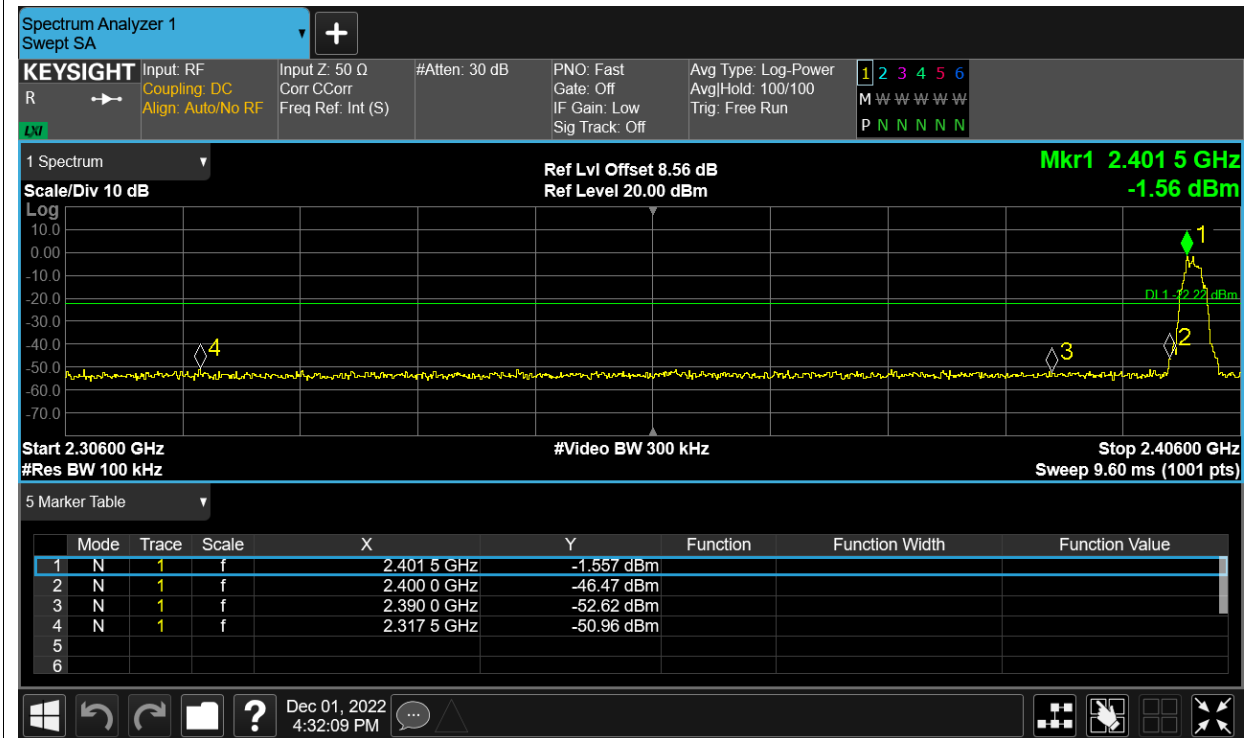 Spectrum Analyzer 1
Swept SA
KEYSIGHT
R
LXI
Input: RF
Coupling: DC
Align: Auto/No RF
Input Z: 50 Ω
Corr CCorr
Freq Ref: Int (S)
#Atten: 30 dB
PNO: Fast
Gate: Off
IF Gain: Low
Sig Track: Off
Avg Type: Log-Power
Avg|Hold: 100/100
Trig: Free Run
1 2 3 4 5 6
M W W W W W
P N N N N N
1 Spectrum
Scale/Div 10 dB
Ref Lvl Offset 8.56 dB
Ref Level 20.00 dBm
Mkr1 2.401 5 GHz
-1.56 dBm
Log
10.0
0.00
-10.0
-20.0
-30.0
-40.0
-50.0
-60.0
-70.0
1
DL1 -22.22 dBm
2
3
4
Start 2.30600 GHz
#Video BW 300 kHz
Stop 2.40600 GHz
#Res BW 100 kHz
Sweep 9.60 ms (1001 pts)
5 Marker Table
Mode Trace Scale X Y Function Function Width Function Value
1 N 1 f 2.401 5 GHz -1.557 dBm
2 N 1 f 2.400 0 GHz -46.47 dBm
3 N 1 f 2.390 0 GHz -52.62 dBm
4 N 1 f 2.317 5 GHz -50.96 dBm
5
6
?
Dec 01, 2022
4:32:09 PM